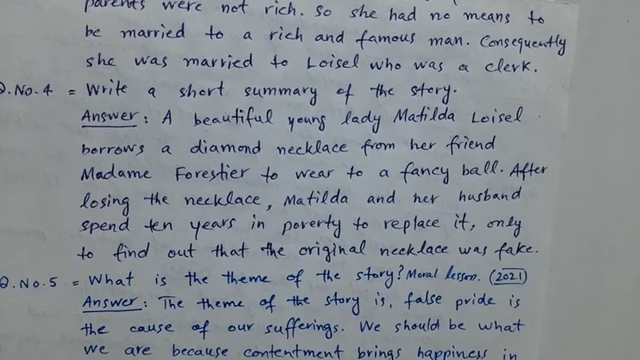 parents were not rich. So she had no means to
be married to a rich and famous man. Consequently
she was married to Loisel who was a clerk.
Q.No.4 = Write a short summary of the story.
Answer: A beautiful young lady Matilda Loisel
borrows a diamond necklace from her friend
Madame Forestier to wear to a fancy ball. After
losing the necklace, Matilda and her husband
spend ten years in poverty to replace it, only
to find out that the original necklace was fake.
Q.No.5 = What is the theme of the story? Moral lesson. (2021)
Answer: The theme of the story is, false pride is
the cause of our sufferings. We should be what
we are because contentment brings happiness in